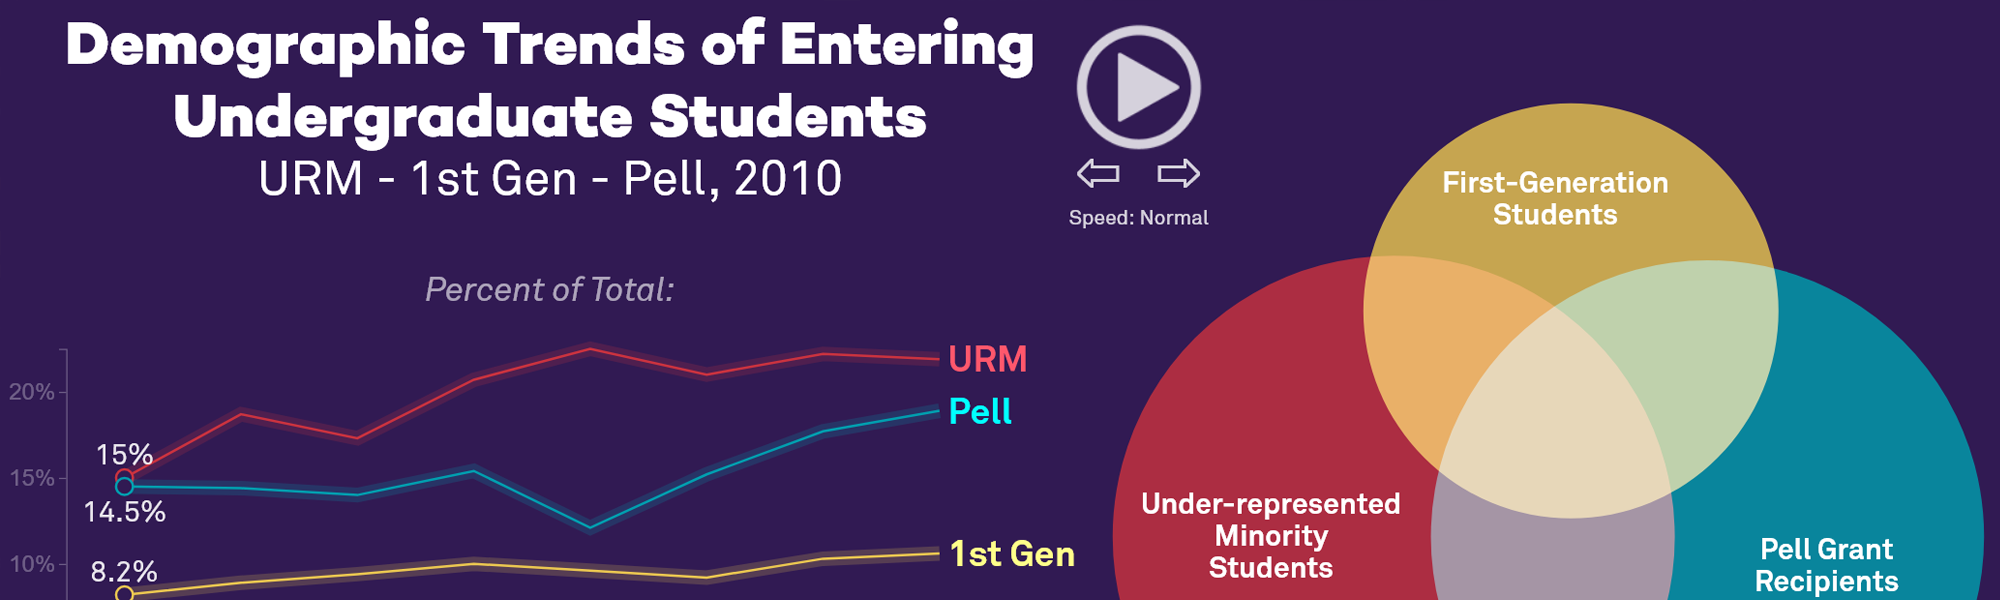 Demographic Trends of Entering
Undergraduate Students
URM - 1st Gen - Pell, 2010
Speed: Normal
Percent of Total:
20%
15%
10%
15%
14.5%
8.2%
URM
Pell
1st Gen
First-Generation
Students
Under-represented
Minority
Students
Pell Grant
Recipients